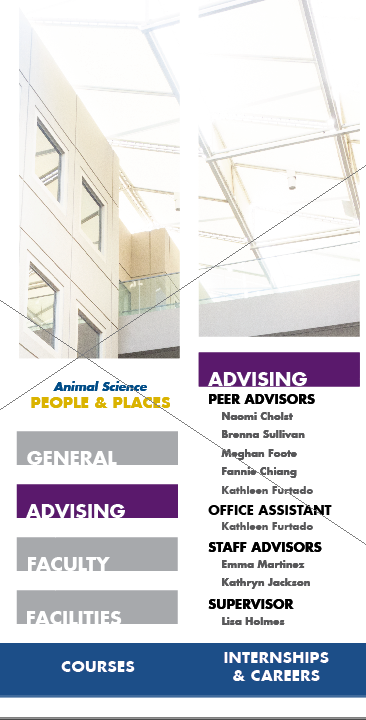 Animal Science
PEOPLE & PLACES
GENERAL
ADVISING
FACULTY
FACILITIES
COURSES
ADVISING
PEER ADVISORS
Naomi Cholst
Brenna Sullivan
Meghan Foote
Fannie Chiang
Kathleen Furtado
OFFICE ASSISTANT
Kathleen Furtado
STAFF ADVISORS
Emma Martinez
Kathryn Jackson
SUPERVISOR
Lisa Holmes
INTERNSHIPS
& CAREERS